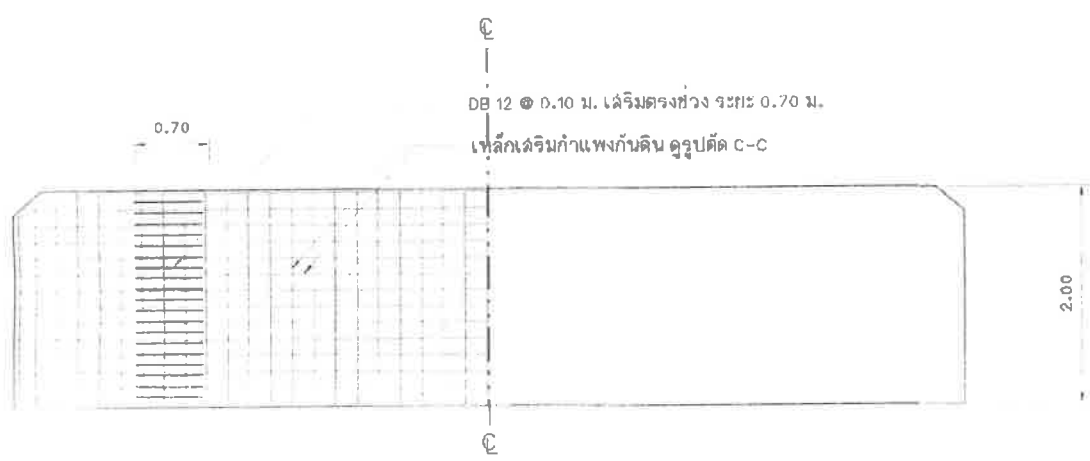 ℄
DB 12 @ 0.10 ม. เสริมตรงช่วง ระยะ 0.70 ม.
0.70
เหล็กเสริมกำแพงกันดิน ดูรูปตัด C-C
2.00
℄